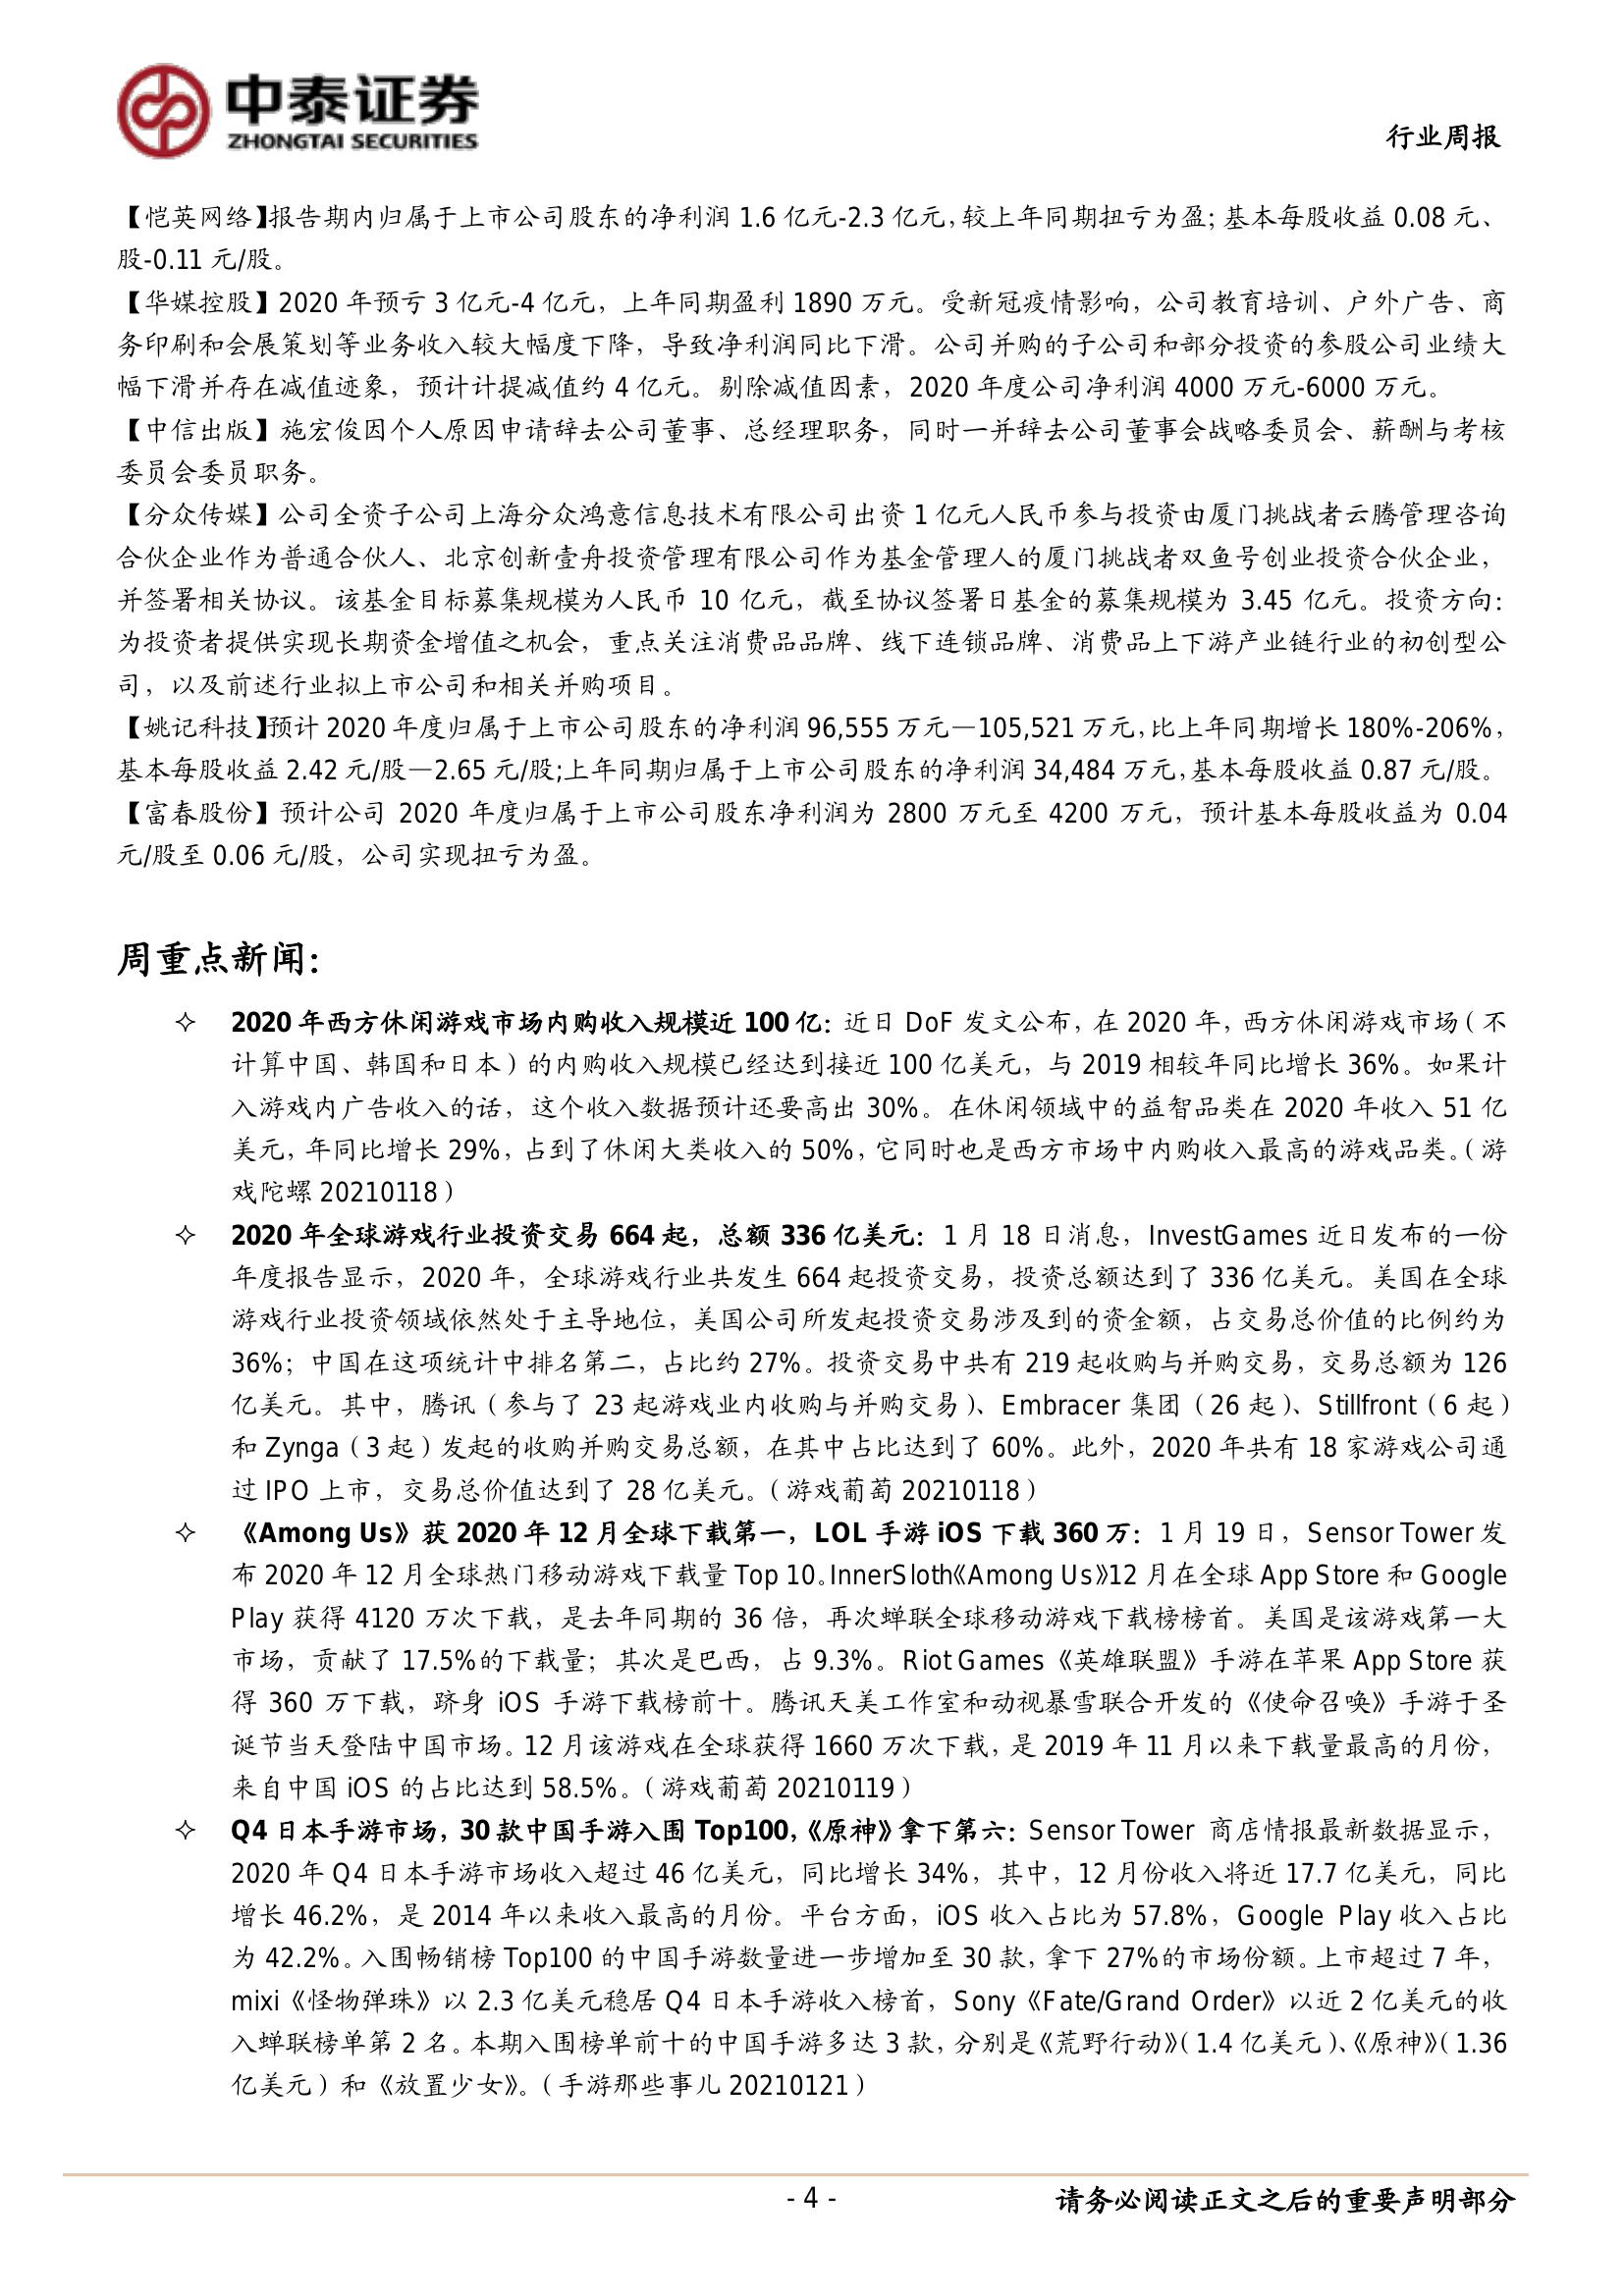 中泰证券
ZHONGTAI SECURITIES
行业周报
【恺英网络】报告期内归属于上市公司股东的净利润 1.6 亿元-2.3 亿元，较上年同期扭亏为盈；基本每股收益 0.08 元、
股-0.11 元/股。
【华媒控股】2020 年预亏 3 亿元-4 亿元，上年同期盈利 1890 万元。受新冠疫情影响，公司教育培训、户外广告、商
务印刷和会展策划等业务收入较大幅度下降，导致净利润同比下滑。公司并购的子公司和部分投资的参股公司业绩大
幅下滑并存在减值迹象，预计计提减值约 4 亿元。剔除减值因素，2020 年度公司净利润 4000 万元-6000 万元。
【中信出版】施宏俊因个人原因申请辞去公司董事、总经理职务，同时一并辞去公司董事会战略委员会、薪酬与考核
委员会委员职务。
【分众传媒】公司全资子公司上海分众鸿意信息技术有限公司出资 1 亿元人民币参与投资由厦门挑战者云腾管理咨询
合伙企业作为普通合伙人、北京创新壹舟投资管理有限公司作为基金管理人的厦门挑战者双鱼号创业投资合伙企业，
并签署相关协议。该基金目标募集规模为人民币 10 亿元，截至协议签署日基金的募集规模为 3.45 亿元。投资方向：
为投资者提供实现长期资金增值之机会，重点关注消费品品牌、线下连锁品牌、消费品上下游产业链行业的初创型公
司，以及前述行业拟上市公司和相关并购项目。
【姚记科技】预计 2020 年度归属于上市公司股东的净利润 96,555 万元—105,521 万元，比上年同期增长 180%-206%，
基本每股收益 2.42 元/股—2.65 元/股;上年同期归属于上市公司股东的净利润 34,484 万元，基本每股收益 0.87 元/股。
【富春股份】预计公司 2020 年度归属于上市公司股东净利润为 2800 万元至 4200 万元，预计基本每股收益为 0.04
元/股至 0.06 元/股，公司实现扭亏为盈。
周重点新闻：
✧ 2020 年西方休闲游戏市场内购收入规模近 100 亿：近日 DoF 发文公布，在 2020 年，西方休闲游戏市场（不
计算中国、韩国和日本）的内购收入规模已经达到接近 100 亿美元，与 2019 相较年同比增长 36%。如果计
入游戏内广告收入的话，这个收入数据预计还要高出 30%。在休闲领域中的益智品类在 2020 年收入 51 亿
美元，年同比增长 29%，占到了休闲大类收入的 50%，它同时也是西方市场中内购收入最高的游戏品类。（游
戏陀螺 20210118）
✧ 2020 年全球游戏行业投资交易 664 起，总额 336 亿美元：1 月 18 日消息，InvestGames 近日发布的一份
年度报告显示，2020 年，全球游戏行业共发生 664 起投资交易，投资总额达到了 336 亿美元。美国在全球
游戏行业投资领域依然处于主导地位，美国公司所发起投资交易涉及到的资金额，占交易总价值的比例约为
36%；中国在这项统计中排名第二，占比约 27%。投资交易中共有 219 起收购与并购交易，交易总额为 126
亿美元。其中，腾讯（参与了 23 起游戏业内收购与并购交易）、Embracer 集团（26 起）、Stillfront（6 起）
和 Zynga（3 起）发起的收购并购交易总额，在其中占比达到了 60%。此外，2020 年共有 18 家游戏公司通
过 IPO 上市，交易总价值达到了 28 亿美元。（游戏葡萄 20210118）
✧ 《Among Us》获 2020 年 12 月全球下载第一，LOL 手游 iOS 下载 360 万：1 月 19 日，Sensor Tower 发
布 2020 年 12 月全球热门移动游戏下载量 Top 10。InnerSloth《Among Us》12 月在全球 App Store 和 Google
Play 获得 4120 万次下载，是去年同期的 36 倍，再次蝉联全球移动游戏下载榜榜首。美国是该游戏第一大
市场，贡献了 17.5%的下载量；其次是巴西，占 9.3%。Riot Games《英雄联盟》手游在苹果 App Store 获
得 360 万下载，跻身 iOS 手游下载榜前十。腾讯天美工作室和动视暴雪联合开发的《使命召唤》手游于圣
诞节当天登陆中国市场。12 月该游戏在全球获得 1660 万次下载，是 2019 年 11 月以来下载量最高的月份，
来自中国 iOS 的占比达到 58.5%。（游戏葡萄 20210119）
✧ Q4 日本手游市场，30 款中国手游入围 Top100，《原神》拿下第六：Sensor Tower 商店情报最新数据显示，
2020 年 Q4 日本手游市场收入超过 46 亿美元，同比增长 34%，其中，12 月份收入将近 17.7 亿美元，同比
增长 46.2%，是 2014 年以来收入最高的月份。平台方面，iOS 收入占比为 57.8%，Google Play 收入占比
为 42.2%。入围畅销榜 Top100 的中国手游数量进一步增加至 30 款，拿下 27%的市场份额。上市超过 7 年，
mixi《怪物弹珠》以 2.3 亿美元稳居 Q4 日本手游收入榜首，Sony《Fate/Grand Order》以近 2 亿美元的收
入蝉联榜单第 2 名。本期入围榜单前十的中国手游多达 3 款，分别是《荒野行动》（1.4 亿美元）、《原神》（1.36
亿美元）和《放置少女》。（手游那些事儿 20210121）
- 4 -
请务必阅读正文之后的重要声明部分